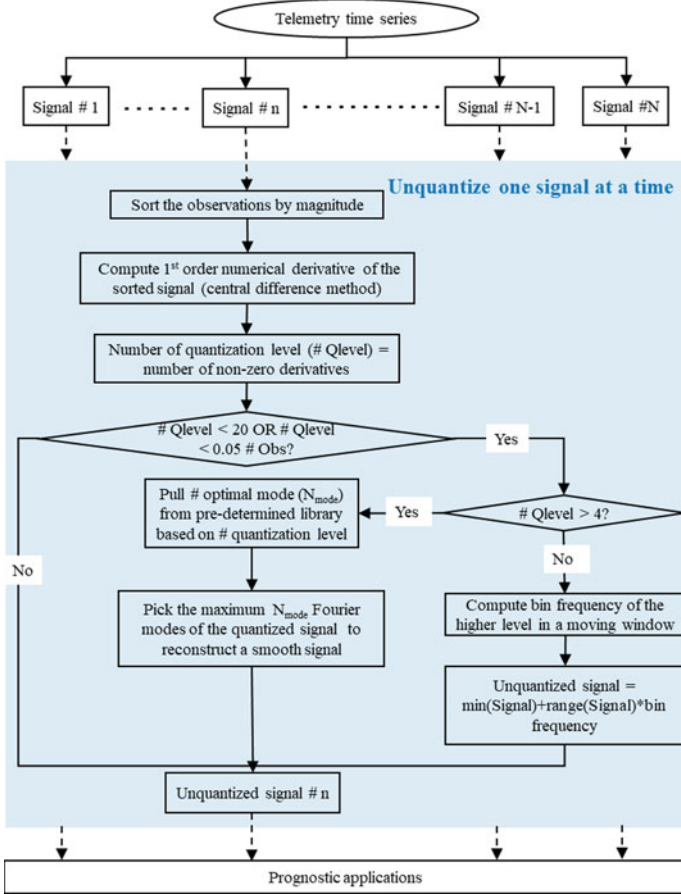 Telemetry time series
Signal # 1
Signal # n
Signal # N-1
Signal #N
Unquantize one signal at a time
Sort the observations by magnitude
Compute 1st order numerical derivative of the
sorted signal (central difference method)
Number of quantization level (# Qlevel) =
number of non-zero derivatives
# Qlevel < 20 OR # Qlevel
< 0.05 # Obs?
Yes
Pull # optimal mode (Nmode)
from pre-determined library
based on # quantization level
Yes
# Qlevel > 4?
No
No
Pick the maximum Nmode Fourier
modes of the quantized signal to
reconstruct a smooth signal
Compute bin frequency of the
higher level in a moving window
Unquantized signal =
min(Signal)+range(Signal)*bin
frequency
Unquantized signal # n
Prognostic applications